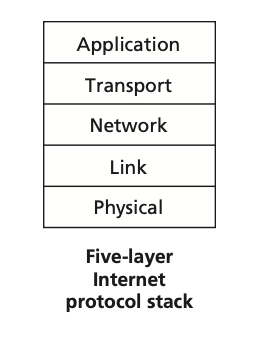 Application
Transport
Network
Link
Physical
Five-layer
Internet
protocol stack